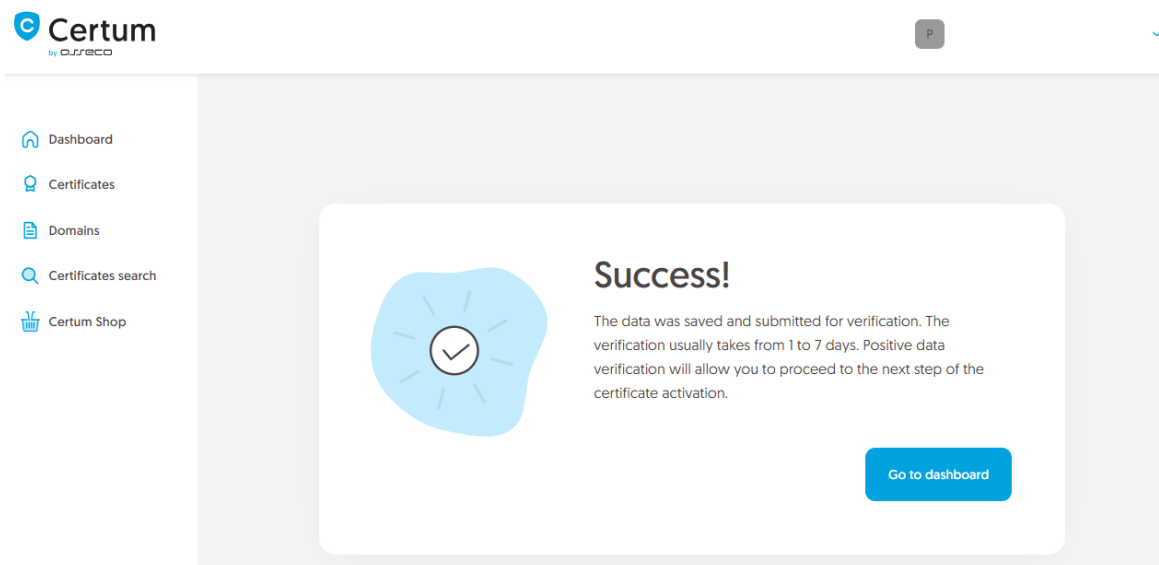 Certum
by asseco
P
Dashboard
Certificates
Domains
Certificates search
Certum Shop
Success!
The data was saved and submitted for verification. The
verification usually takes from 1 to 7 days. Positive data
verification will allow you to proceed to the next step of the
certificate activation.
Go to dashboard